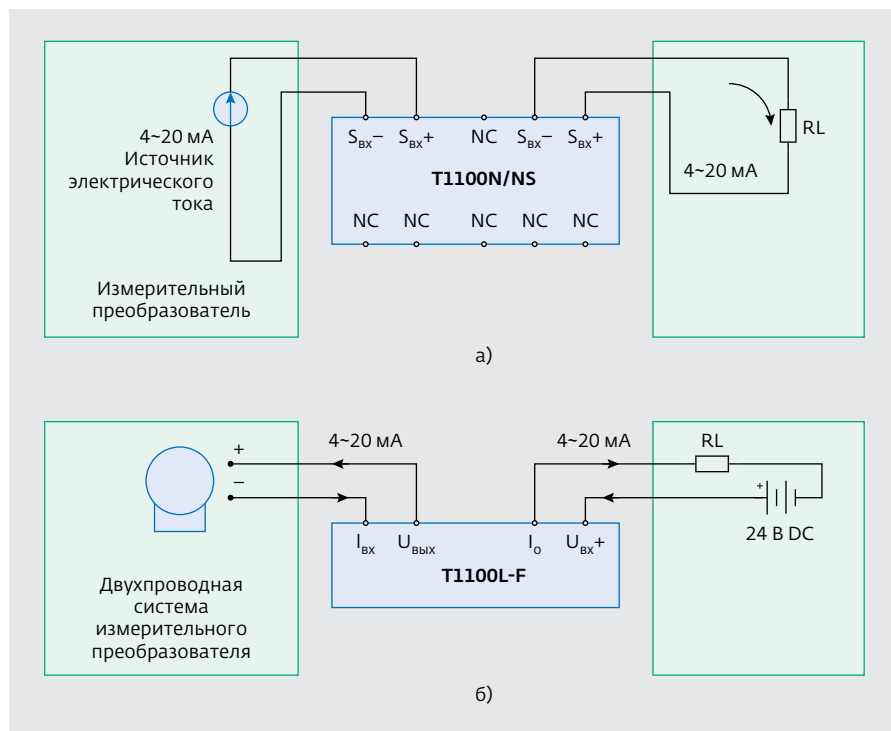 4~20 мА
Источник
электрического
тока
Измерительный
преобразователь
Sвх− Sвх+ NC Sвх− Sвх+
T1100N/NS
NC NC NC NC NC
RL
4~20 мА
а)
+
−
4~20 мА
4~20 мА
RL
+
24 В DC
Iвх Uвых Io Uвх+
T1100L-F
Двухпроводная
система
измерительного
преобразователя
б)